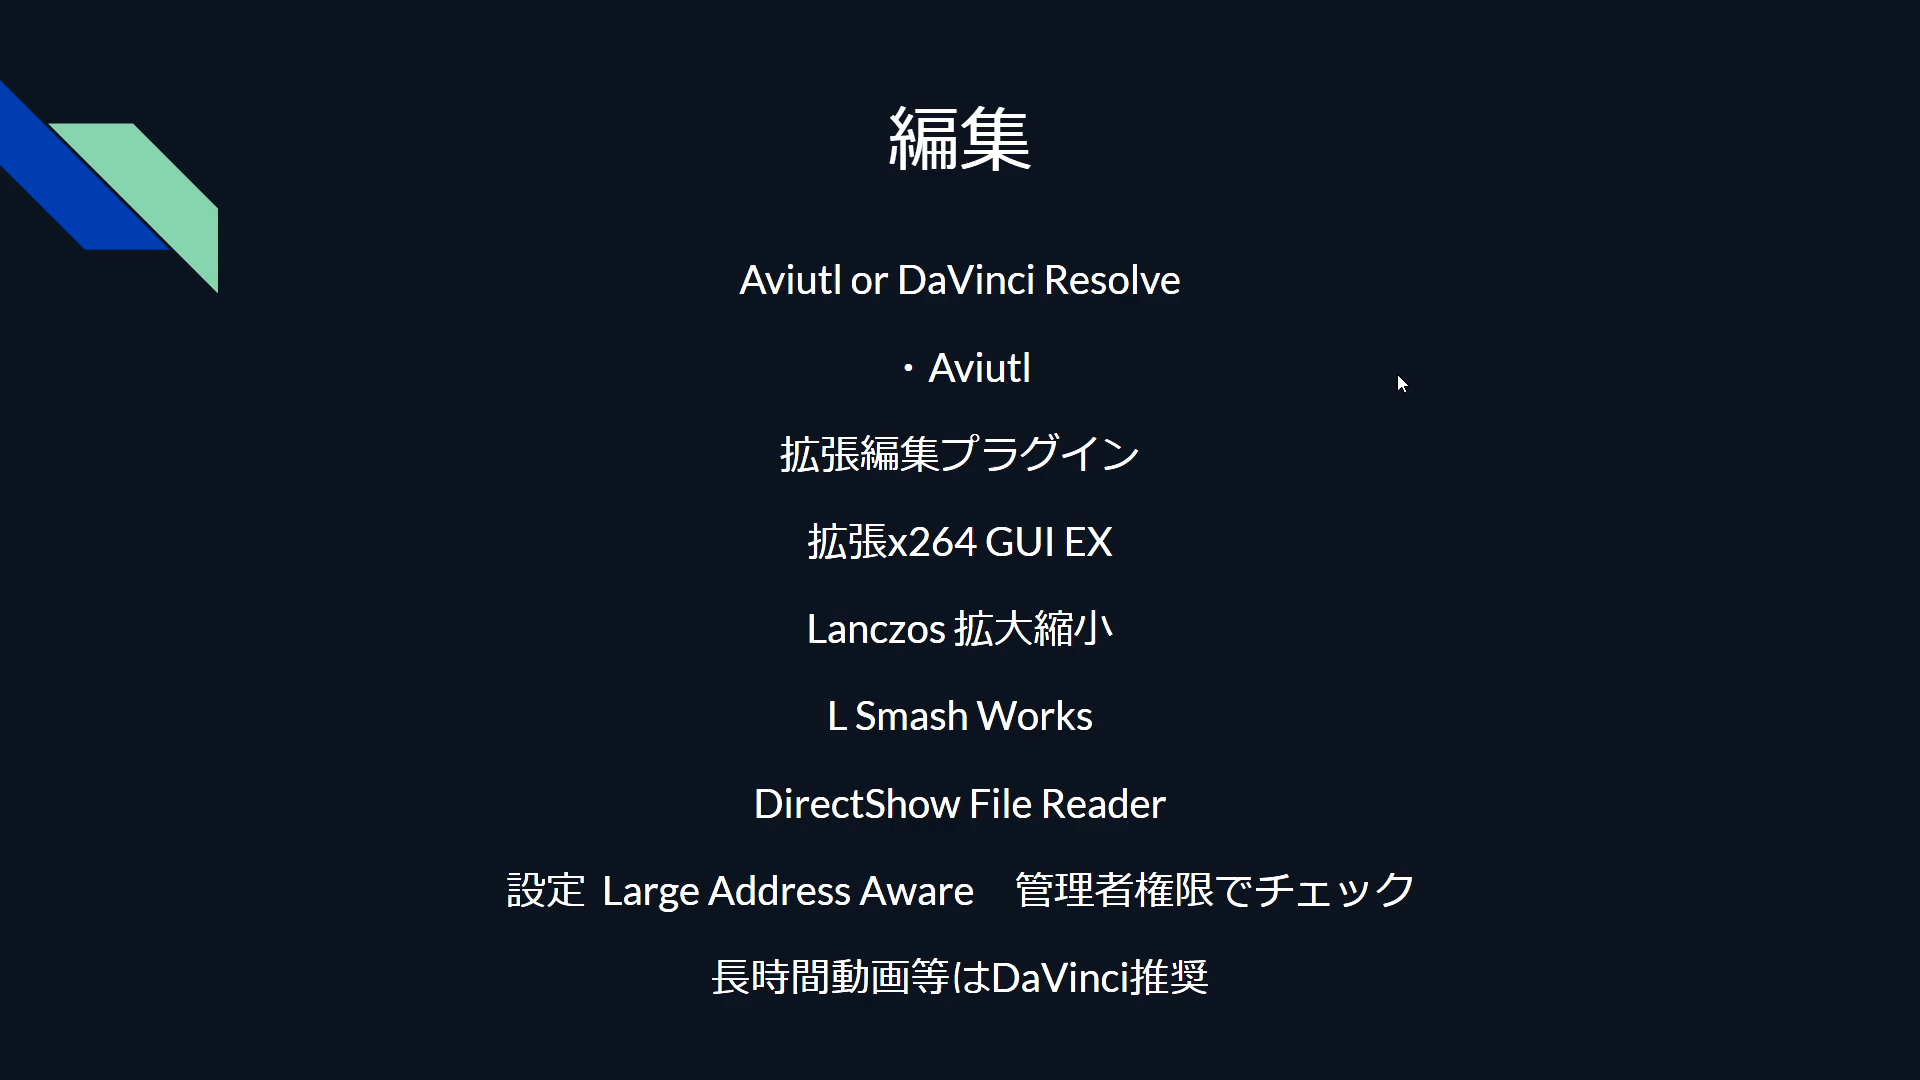 編集
Aviutl or DaVinci Resolve
・Aviutl
拡張編集プラグイン
拡張x264 GUI EX
Lanczos 拡大縮小
L Smash Works
DirectShow File Reader
設定 Large Address Aware　管理者権限でチェック
長時間動画等はDaVinci推奨